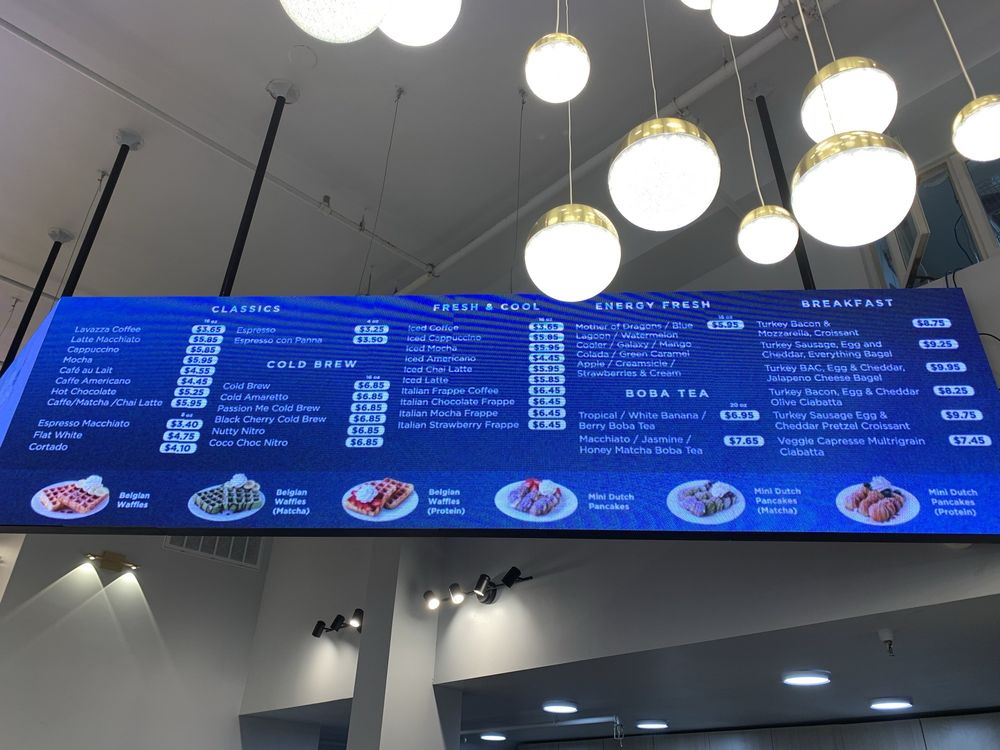 CLASSICS
16 oz
Lavazza Coffee $3.65
Latte Macchiato $5.85
Cappuccino $5.85
Mocha $5.95
Café au Lait $4.55
Caffe Americano $4.45
Hot Chocolate $5.25
Caffe/Matcha /Chai Latte $5.95
8 oz
Espresso Macchiato $3.40
Flat White $4.75
Cortado $4.10
4 oz
Espresso $3.25
Espresso con Panna $3.50
COLD BREW
16 oz
Cold Brew $6.85
Cold Amaretto $6.85
Passion Me Cold Brew $6.85
Black Cherry Cold Brew $6.85
Nutty Nitro $6.85
Coco Choc Nitro $6.85
FRESH & COOL
16 oz
Iced Coffee $3.65
Iced Cappuccino $5.85
Iced Mocha $5.95
Iced Americano $4.45
Iced Chai Latte $5.95
Iced Latte $5.85
Italian Frappe Coffee $6.45
Italian Chocolate Frappe $6.45
Italian Mocha Frappe $6.45
Italian Strawberry Frappe $6.45
ENERGY FRESH
16 oz
Mother of Dragons / Blue $5.95
Lagoon / Watermelon
Cooler / Galaxy / Mango
Colada / Green Caramel
Apple / Creamsicle /
Strawberries & Cream
BOBA TEA
20 oz
Tropical / White Banana / $6.95
Berry Boba Tea
Macchiato / Jasmine / $7.65
Honey Matcha Boba Tea
BREAKFAST
Turkey Bacon & $8.75
Mozzarella, Croissant
Turkey Sausage, Egg and $9.25
Cheddar, Everything Bagel
Turkey BAC, Egg & Cheddar, $9.95
Jalapeno Cheese Bagel
Turkey Bacon, Egg & Cheddar $8.25
Olive Ciabatta
Turkey Sausage Egg & $9.75
Cheddar Pretzel Croissant
Veggie Capresse Multigrain $7.45
Ciabatta
Belgian
Waffles
Belgian
Waffles
(Matcha)
Belgian
Waffles
(Protein)
Mini Dutch
Pancakes
Mini Dutch
Pancakes
(Matcha)
Mini Dutch
Pancakes
(Protein)